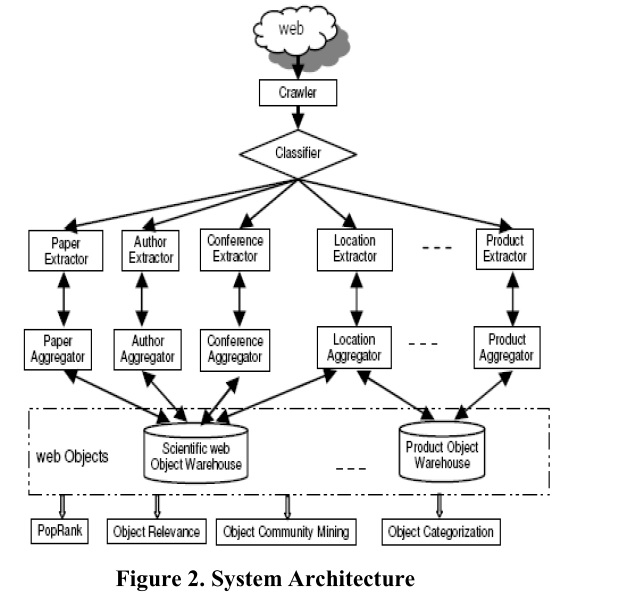 web
Crawler
Classifier
Paper
Extractor
Author
Extractor
Conference
Extractor
Location
Extractor
Product
Extractor
Paper
Aggregator
Author
Aggregator
Conference
Aggregator
Location
Aggregator
Product
Aggregator
web Objects
Scientific web
Object Warehouse
Product Object
Warehouse
PopRank
Object Relevance
Object Community Mining
Object Categorization
Figure 2. System Architecture